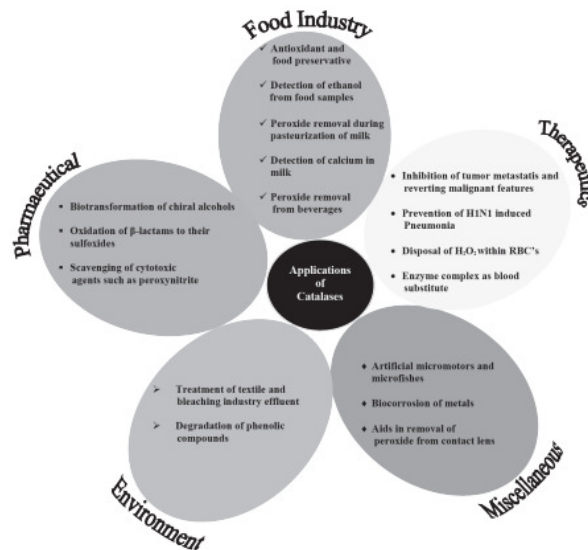 Food Industry
✓ Antioxidant and
food preservative
✓ Detection of ethanol
from food samples
✓ Peroxide removal during
pasteurization of milk
✓ Detection of calcium in
milk
✓ Peroxide removal
from beverages
Therapeutics
• Inhibition of tumor metastatis and
reverting malignant features
• Prevention of H1N1 induced
Pneumonia
• Disposal of H₂O₂ within RBC's
• Enzyme complex as blood
substitute
Pharmaceutical
▪ Biotransformation of chiral alcohols
▪ Oxidation of β-lactams to their
sulfoxides
▪ Scavenging of cytotoxic
agents such as peroxynitrite
Applications
of
Catalases
➢ Treatment of textile and
bleaching industry effluent
➢ Degradation of phenolic
compounds
Environment
♦ Artificial micromotors and
microfishes
♦ Biocorrosion of metals
♦ Aids in removal of
peroxide from contact lens
Miscellaneous